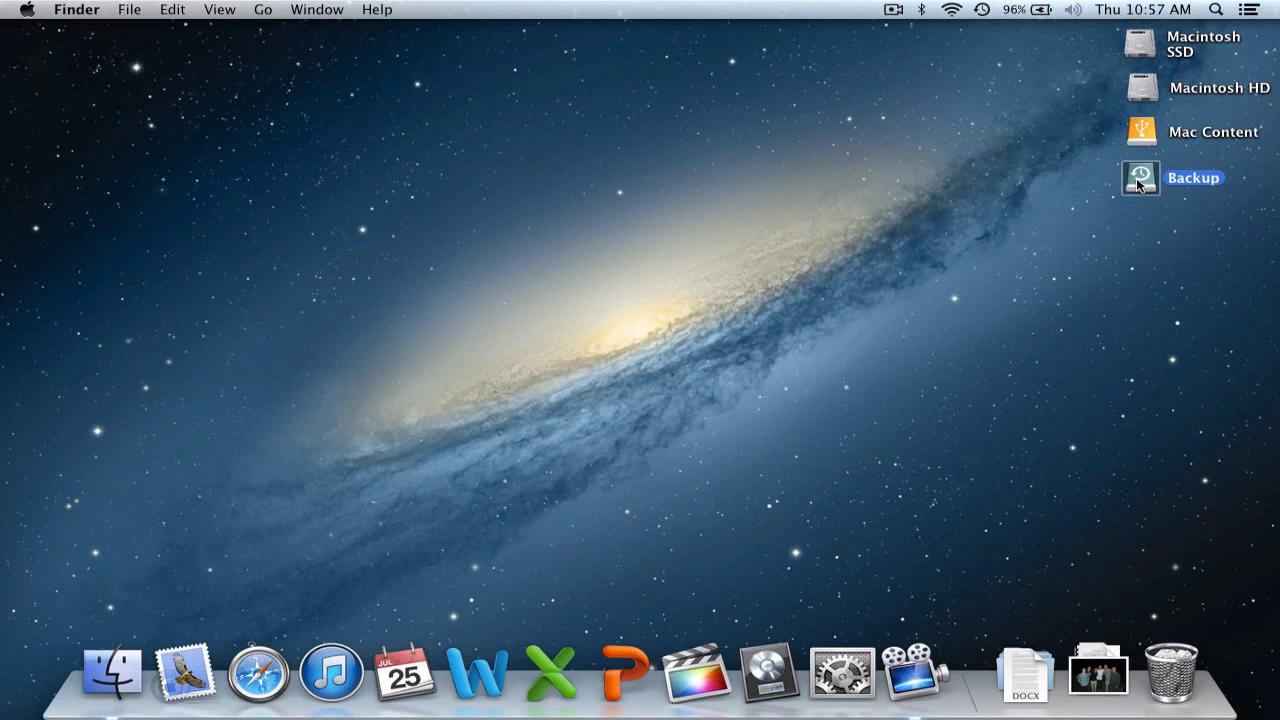 Finder File Edit View Go Window Help 96% Thu 10:57 AM
Macintosh
SSD
Macintosh HD
Mac Content
Backup
JUL
25
DOCX